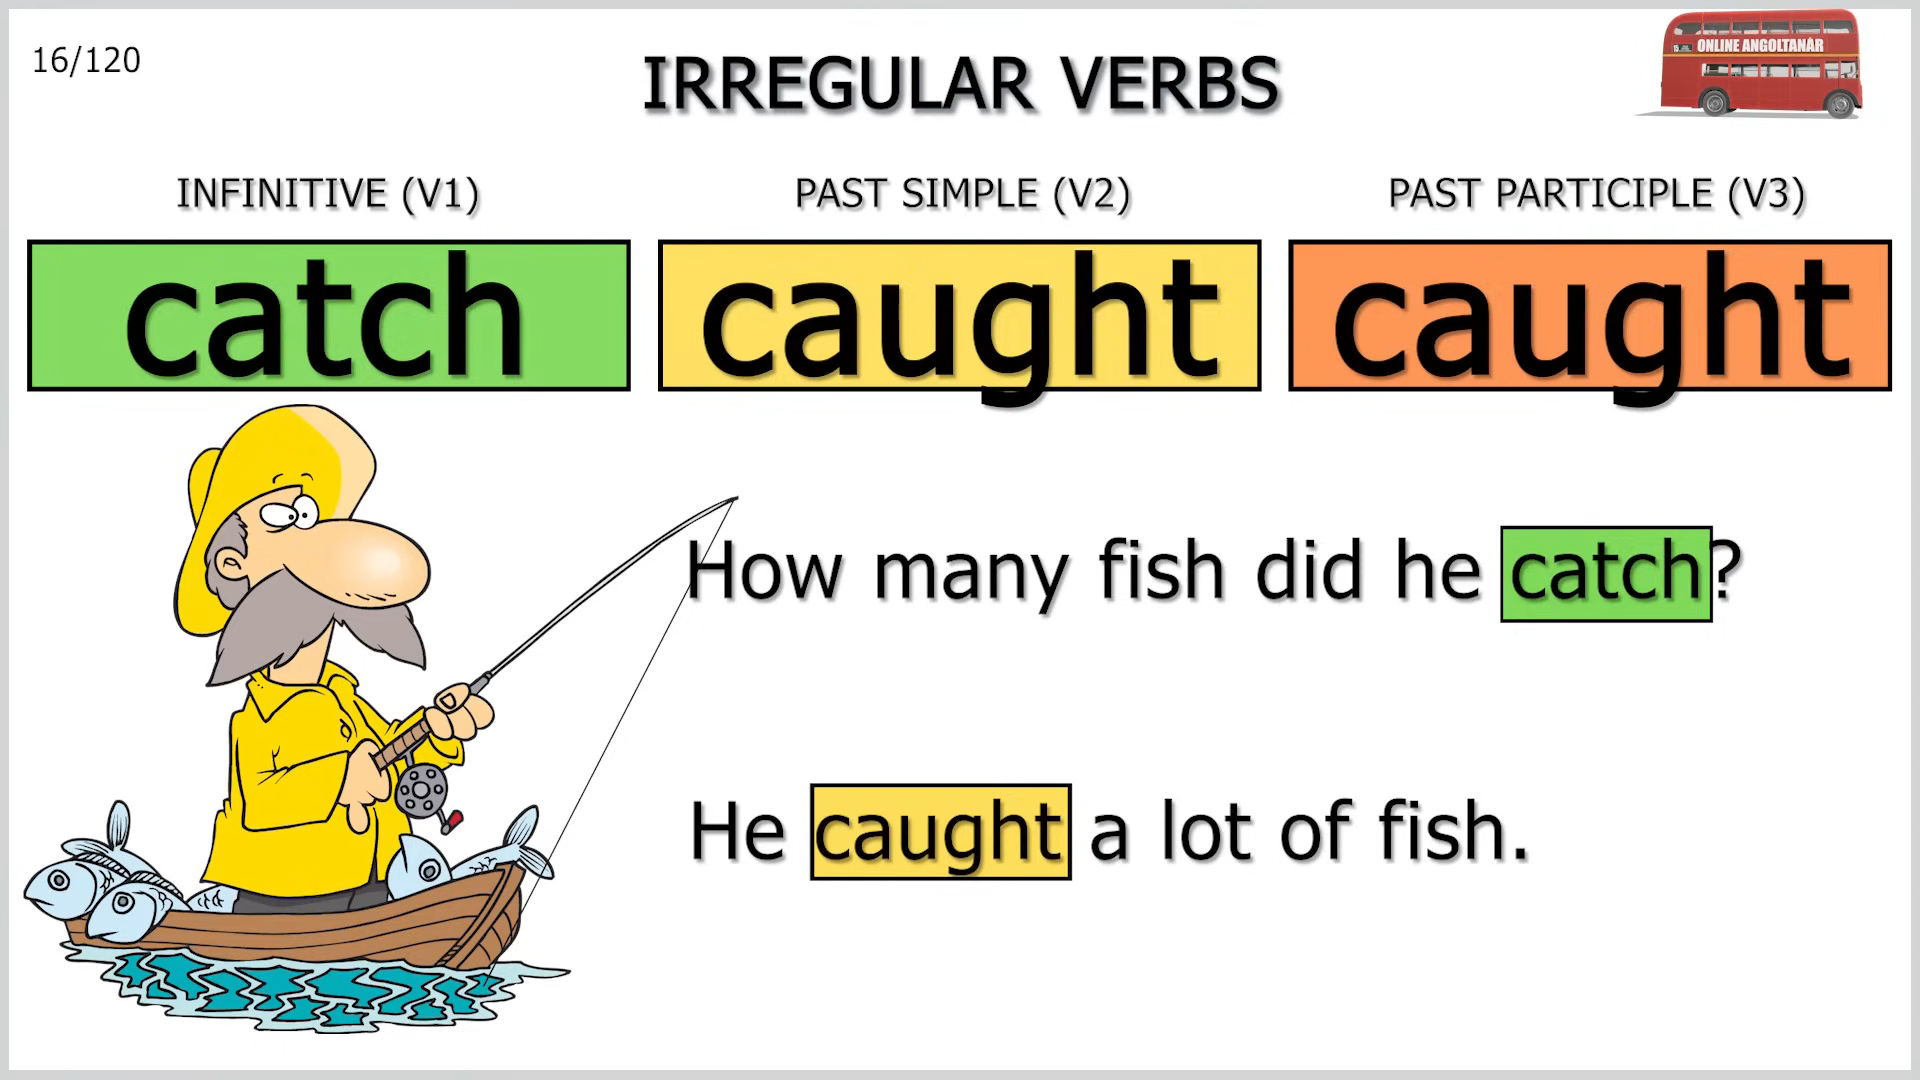 16/120
IRREGULAR VERBS
ONLINE ANGOLTANÁR
INFINITIVE (V1)
PAST SIMPLE (V2)
PAST PARTICIPLE (V3)
catch
caught
caught
How many fish did he catch?
He caught a lot of fish.